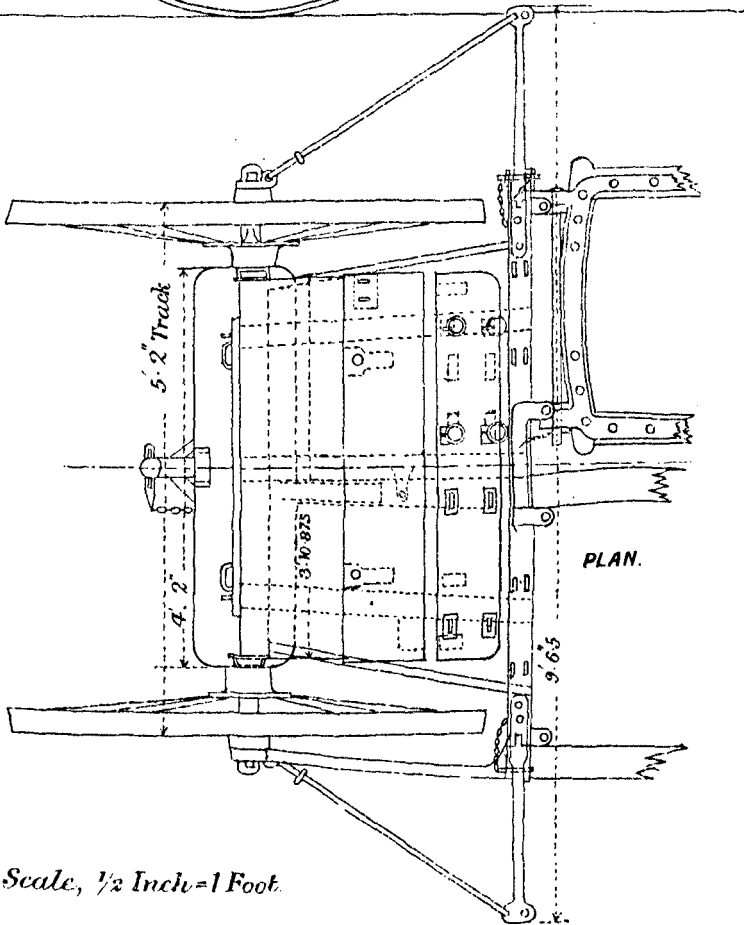 5' 2" Track
4'. 2"
3·10·875
PLAN.
9' 6·5"
Scale, 1/2 Inch=1 Foot.